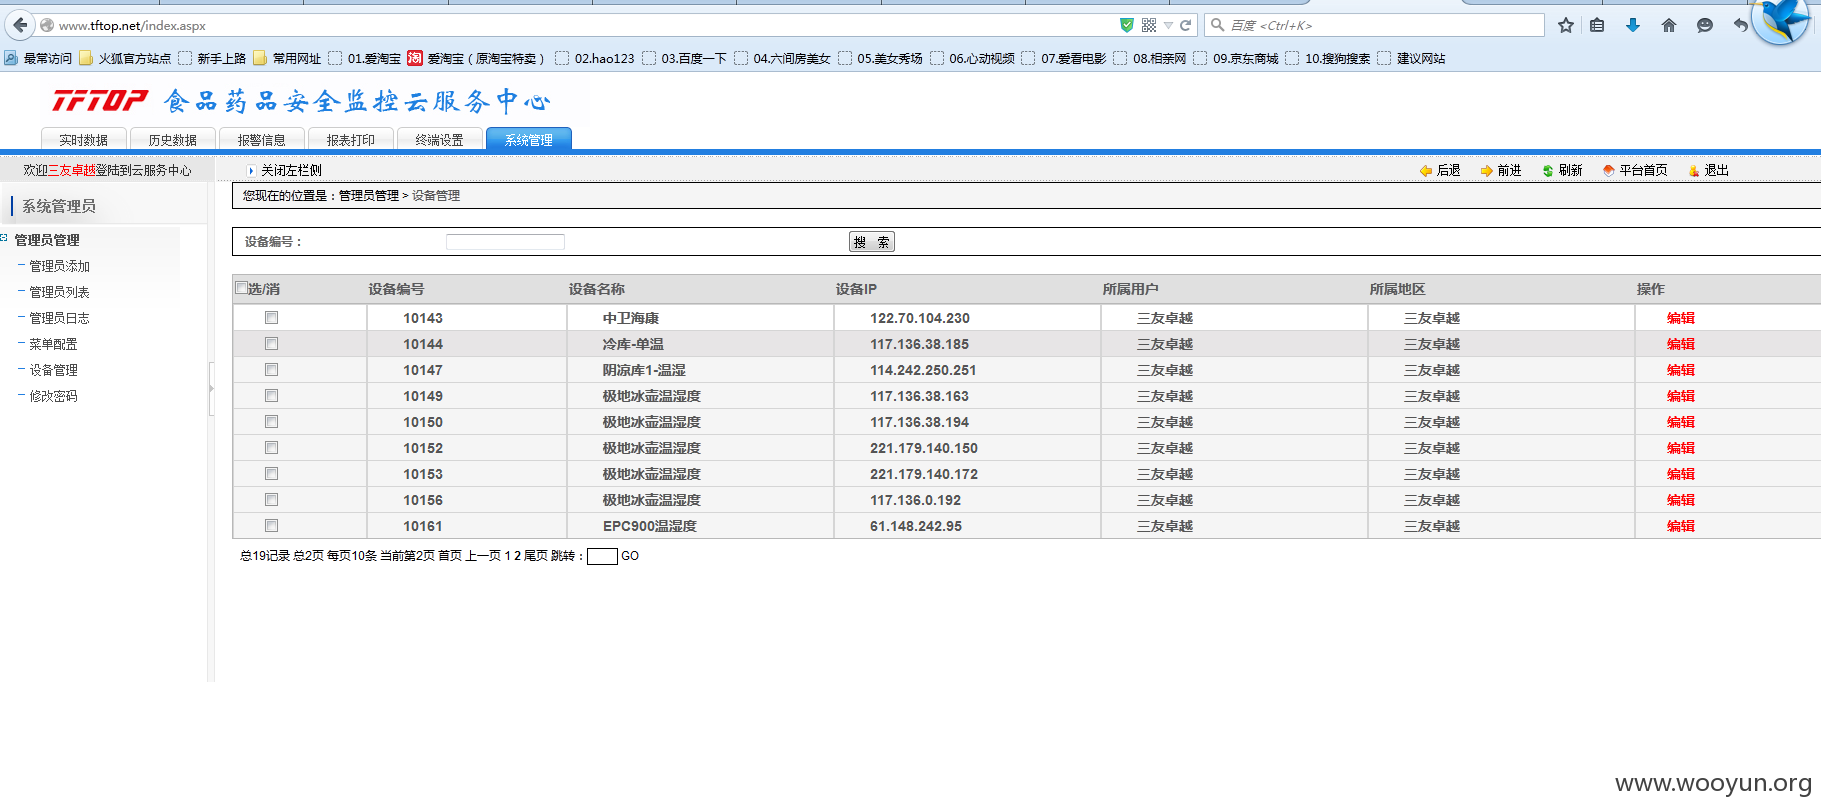 www.tftop.net/index.aspx 百度 <Ctrl+K>
最常访问 火狐官方站点 新手上路 常用网址 01.爱淘宝 淘 爱淘宝（原淘宝特卖） 02.hao123 03.百度一下 04.六间房美女 05.美女秀场 06.心动视频 07.爱看电影 08.相亲网 09.京东商城 10.搜狗搜索 建议网站
TFTOP 食品药品安全监控云服务中心
实时数据 历史数据 报警信息 报表打印 终端设置 系统管理
欢迎三友卓越登陆到云服务中心 关闭左栏侧 后退 前进 刷新 平台首页 退出
您现在的位置是：管理员管理 > 设备管理
系统管理员
管理员管理
管理员添加
管理员列表
管理员日志
菜单配置
设备管理
修改密码
设备编号： 搜 索
选/消 设备编号 设备名称 设备IP 所属用户 所属地区 操作
10143 中卫海康 122.70.104.230 三友卓越 三友卓越 编辑
10144 冷库-单温 117.136.38.185 三友卓越 三友卓越 编辑
10147 阴凉库1-温湿 114.242.250.251 三友卓越 三友卓越 编辑
10149 极地冰壶温湿度 117.136.38.163 三友卓越 三友卓越 编辑
10150 极地冰壶温湿度 117.136.38.194 三友卓越 三友卓越 编辑
10152 极地冰壶温湿度 221.179.140.150 三友卓越 三友卓越 编辑
10153 极地冰壶温湿度 221.179.140.172 三友卓越 三友卓越 编辑
10156 极地冰壶温湿度 117.136.0.192 三友卓越 三友卓越 编辑
10161 EPC900温湿度 61.148.242.95 三友卓越 三友卓越 编辑
总19记录 总2页 每页10条 当前第2页 首页 上一页 1 2 尾页 跳转： GO
www.wooyun.org